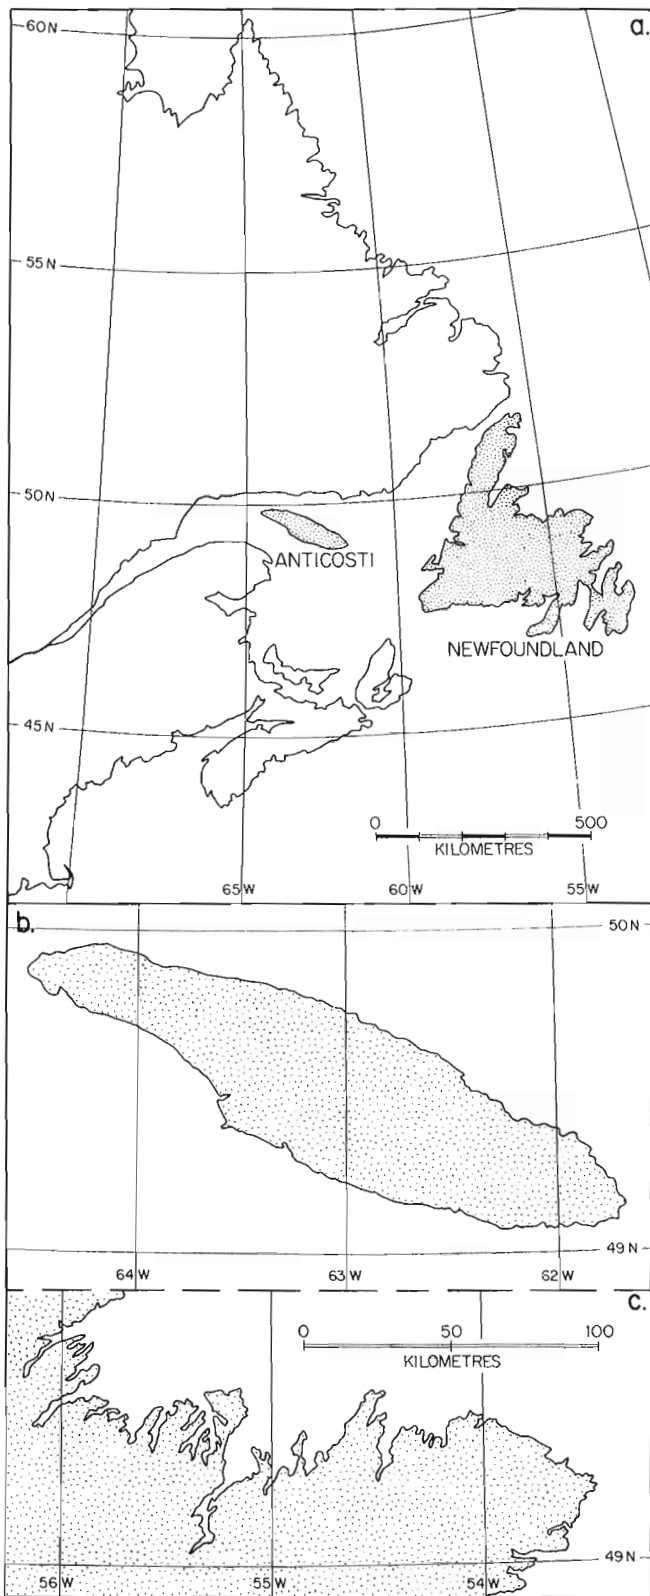 a.
60N
55N
50N
ANTICOSTI
NEWFOUNDLAND
45N
0 500
KILOMETRES
65W 60W 55W
b.
50N
49N
64W 63W 62W
c.
0 50 100
KILOMETRES
49N
56W 55W 54W